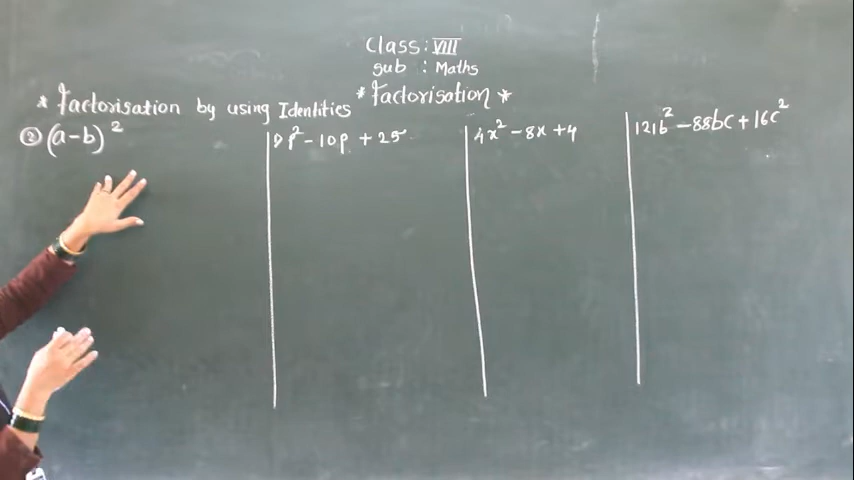 Class: VIII
Sub : Maths
* Factorisation *
* Factorisation by using Identities
② (a-b)²
p² - 10p + 25
4x² - 8x + 4
121b² - 88bc + 16c²